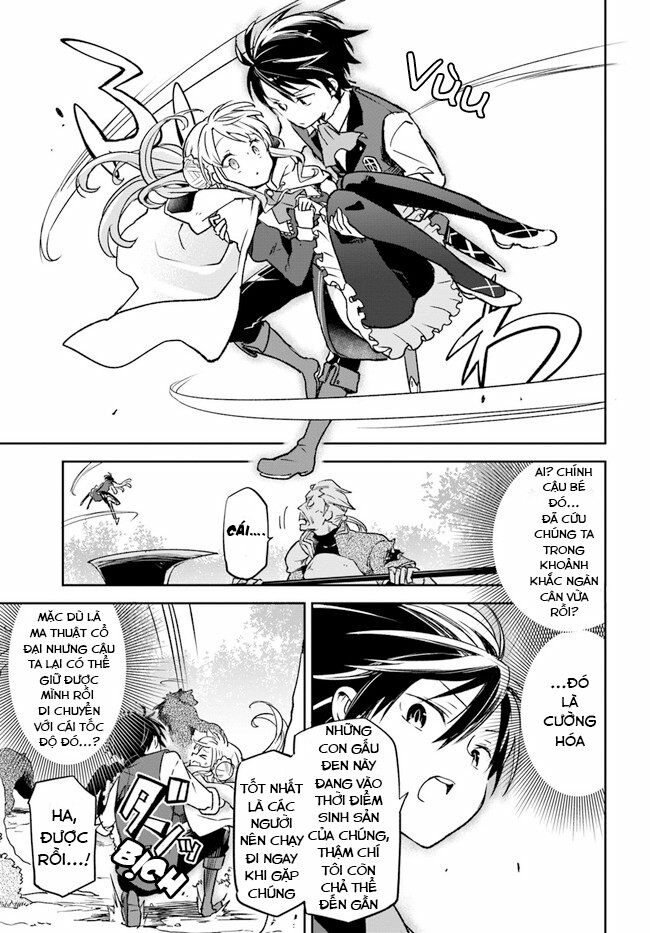 Vùu
AI? CHÍNH
CẬU BÉ
ĐÓ...
ĐÃ CỨU
CHÚNG TA
TRONG
KHOẢNH
KHẮC NGÂN
CÂN VỪA
RỒI?
CÁI....
...ĐÓ
LÀ
CƯỜNG
HÓA
NHỮNG
CON GẤU
ĐEN NÀY
ĐANG VÀO
THỜI ĐIỂM
SINH SẢN
CỦA CHÚNG,
THẬM CHÍ
TÔI CÒN
CHẢ THỂ
ĐẾN GẦN
TỐT NHẤT
LÀ CÁC
NGƯỜI
NÊN CHẠY
ĐI NGAY
KHI GẶP
CHÚNG
MẶC DÙ LÀ
MA THUẬT CỔ
ĐẠI NHƯNG CẬU
TA LẠI CÓ THỂ
GIỮ ĐƯỢC
MÌNH RỒI
DI CHUYỂN
VỚI CÁI TỐC
ĐỘ ĐÓ...?
BỊCH
HA,
ĐƯỢC
RỒI...!